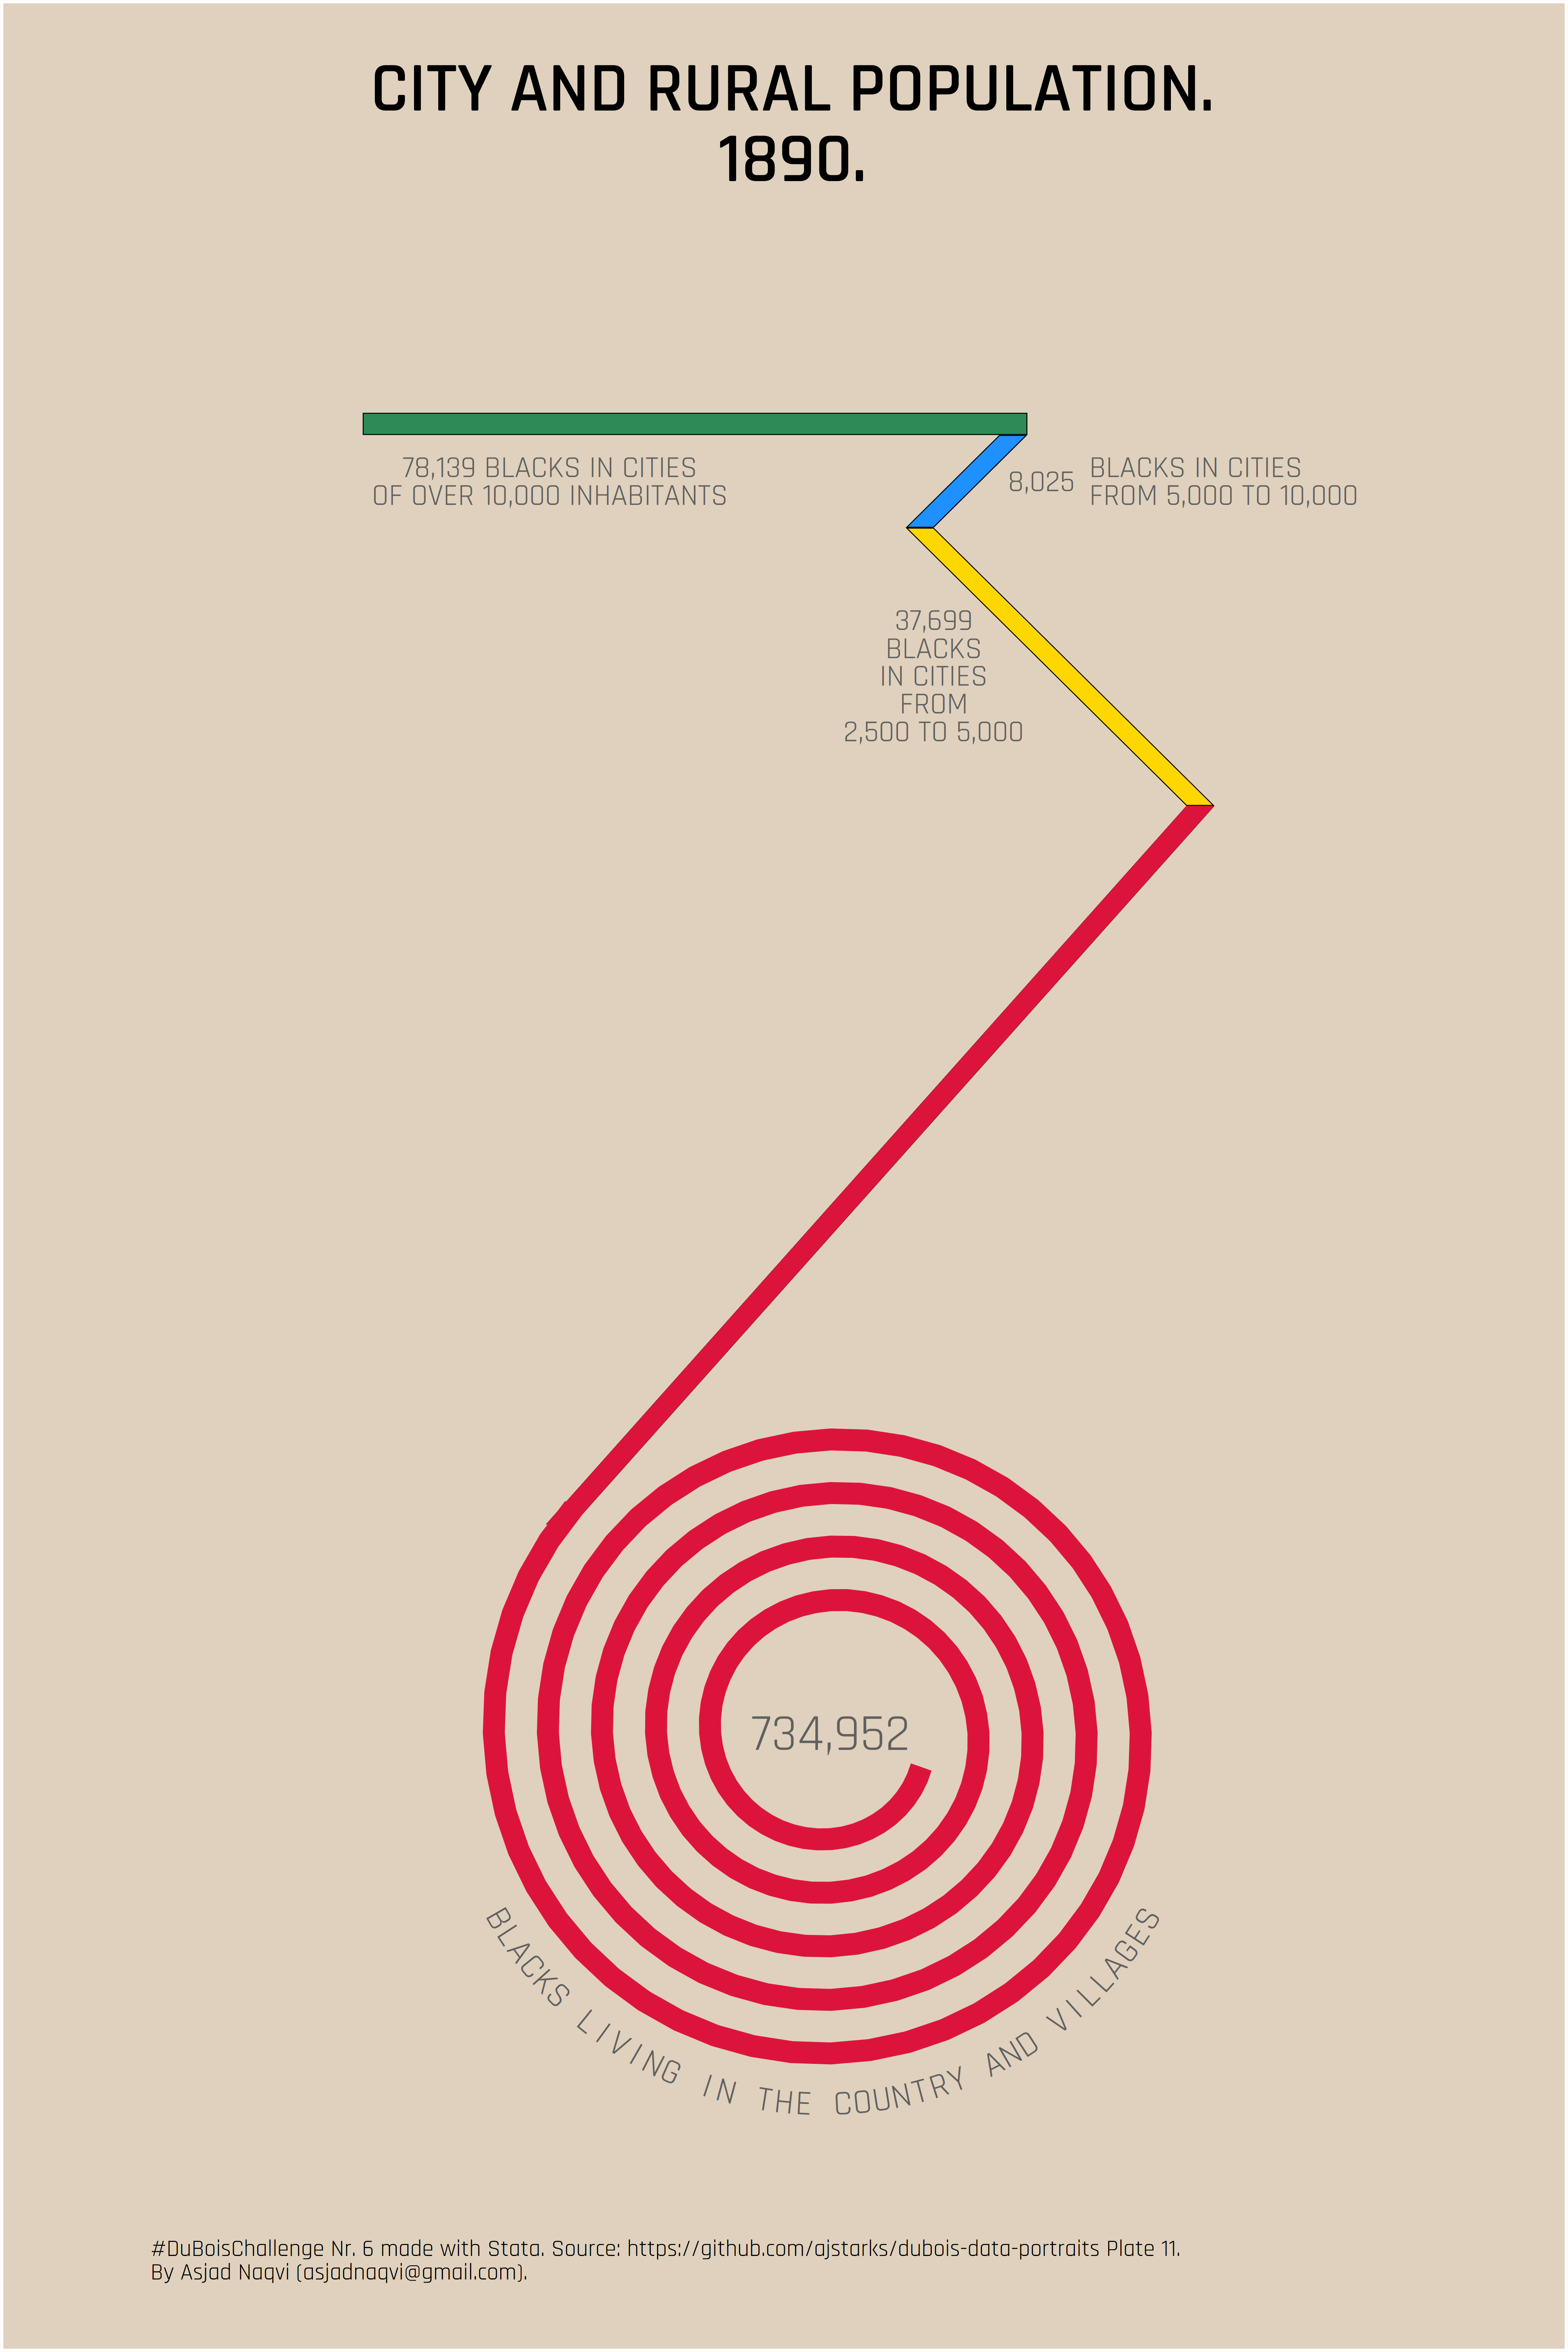 CITY AND RURAL POPULATION.
1890.
78,139 BLACKS IN CITIES
OF OVER 10,000 INHABITANTS
8,025
BLACKS IN CITIES
FROM 5,000 TO 10,000
37,699
BLACKS
IN CITIES
FROM
2,500 TO 5,000
734,952
BLACKS LIVING IN THE COUNTRY AND VILLAGES
#DuBoisChallenge Nr. 6 made with Stata. Source: https://github.com/ajstarks/dubois-data-portraits Plate 11.
By Asjad Naqvi (asjadnaqvi@gmail.com).